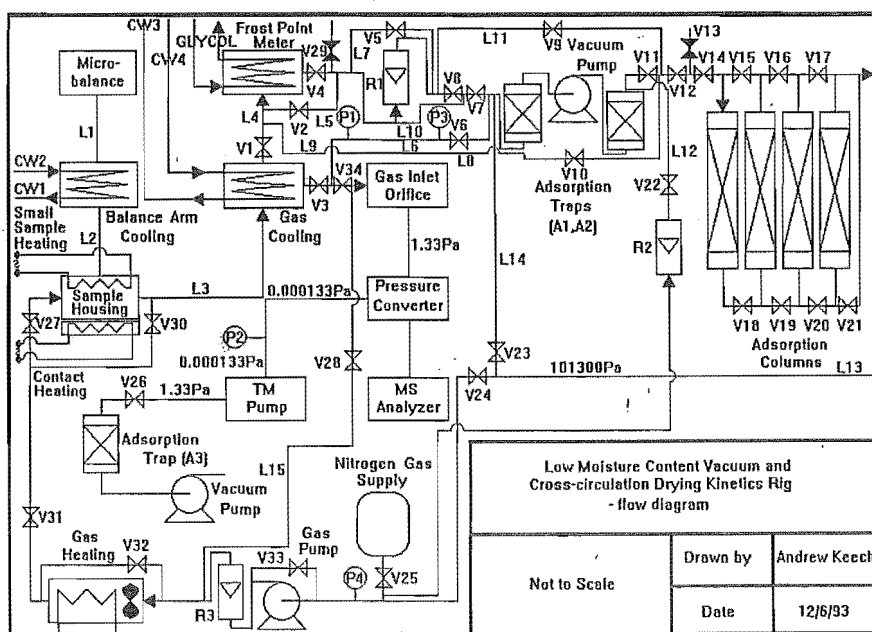 CW3
GLYCOL
Frost Point
Meter
V29
L7
V5
L11
V9
Vacuum
Pump
V13
V11
V14
V15
V16
V17
CW4
Micro-
balance
V4
R1
V8
V7
V12
L4
V2
L5
P1
L10
P3
V6
L1
V1
L9
L6
L8
V10
L12
CW2
CW1
V34
V3
Gas Inlet
Orifice
Adsorption
Traps
(A1,A2)
V22
Small
Sample
Heating
Balance Arm
Cooling
L2
Gas
Cooling
R2
1.33Pa
L14
Sample
Housing
L3
0.000133Pa
Pressure
Converter
V27
V30
P2
0.000133Pa
V28
V18
V19
V20
V21
Adsorption
Columns
V23
Contact
Heating
V26
1.33Pa
TM
Pump
MS
Analyzer
V24
101300Pa
L13
Adsorption
Trap (A3)
L15
Vacuum
Pump
Nitrogen Gas
Supply
Low Moisture Content Vacuum and
Cross-circulation Drying Kinetics Rig
- flow diagram
V31
Gas
Heating
V32
Gas
Pump
V33
P4
V25
R3
Not to Scale
Drawn by
Andrew Keech
Date
12/6/93